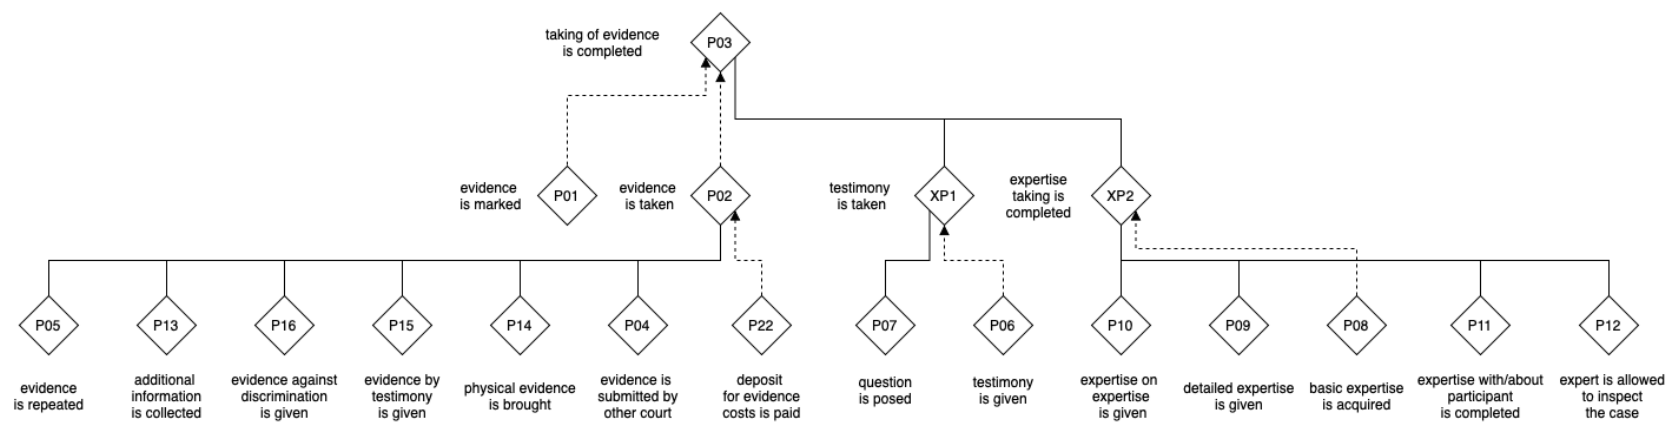 taking of evidence
is completed
P03
evidence
is marked
P01
evidence
is taken
P02
testimony
is taken
XP1
expertise
taking is
completed
XP2
P05
P13
P16
P15
P14
P04
P22
P07
P06
P10
P09
P08
P11
P12
evidence
is repeated
additional
information
is collected
evidence against
discrimination
is given
evidence by
testimony
is given
physical evidence
is brought
evidence is
submitted by
other court
deposit
for evidence
costs is paid
question
is posed
testimony
is given
expertise on
expertise
is given
detailed expertise
is given
basic expertise
is acquired
expertise with/about
participant
is completed
expert is allowed
to inspect
the case